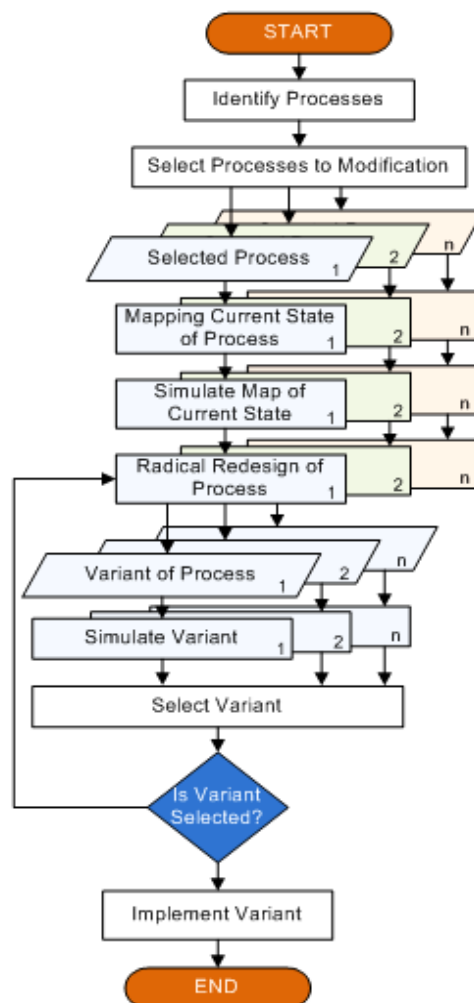 START
Identify Processes
Select Processes to Modification
n
2
Selected Process
1
Mapping Current State
of Process
1
2
n
Simulate Map of
Current State
1
2
n
Radical Redesign of
Process
1
2
n
n
2
Variant of Process
1
Simulate Variant
1
2
n
Select Variant
Is Variant
Selected?
Implement Variant
END